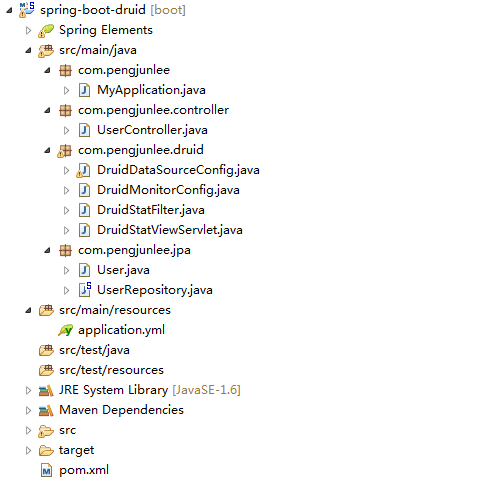 spring-boot-druid [boot]
Spring Elements
src/main/java
com.pengjunlee
MyApplication.java
com.pengjunlee.controller
UserController.java
com.pengjunlee.druid
DruidDataSourceConfig.java
DruidMonitorConfig.java
DruidStatFilter.java
DruidStatViewServlet.java
com.pengjunlee.jpa
User.java
UserRepository.java
src/main/resources
application.yml
src/test/java
src/test/resources
JRE System Library [JavaSE-1.6]
Maven Dependencies
src
target
pom.xml